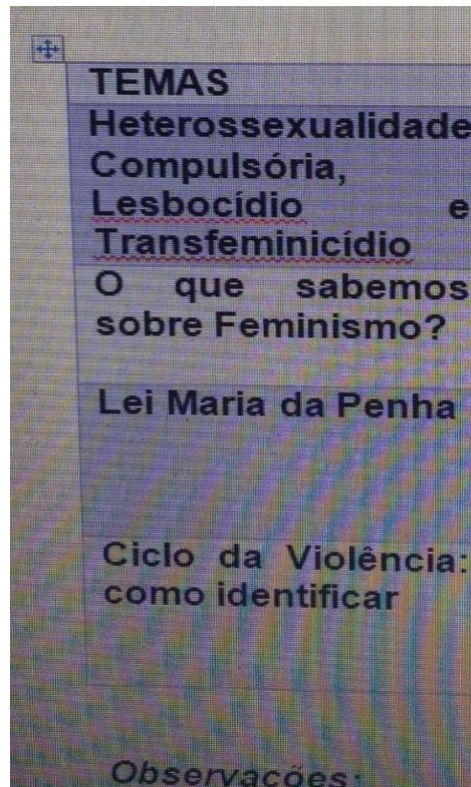 TEMAS
Heterossexualidade
Compulsória,
Lesbocídio e
Transfeminicídio
O que sabemos
sobre Feminismo?
Lei Maria da Penha
Ciclo da Violência:
como identificar
Observações: